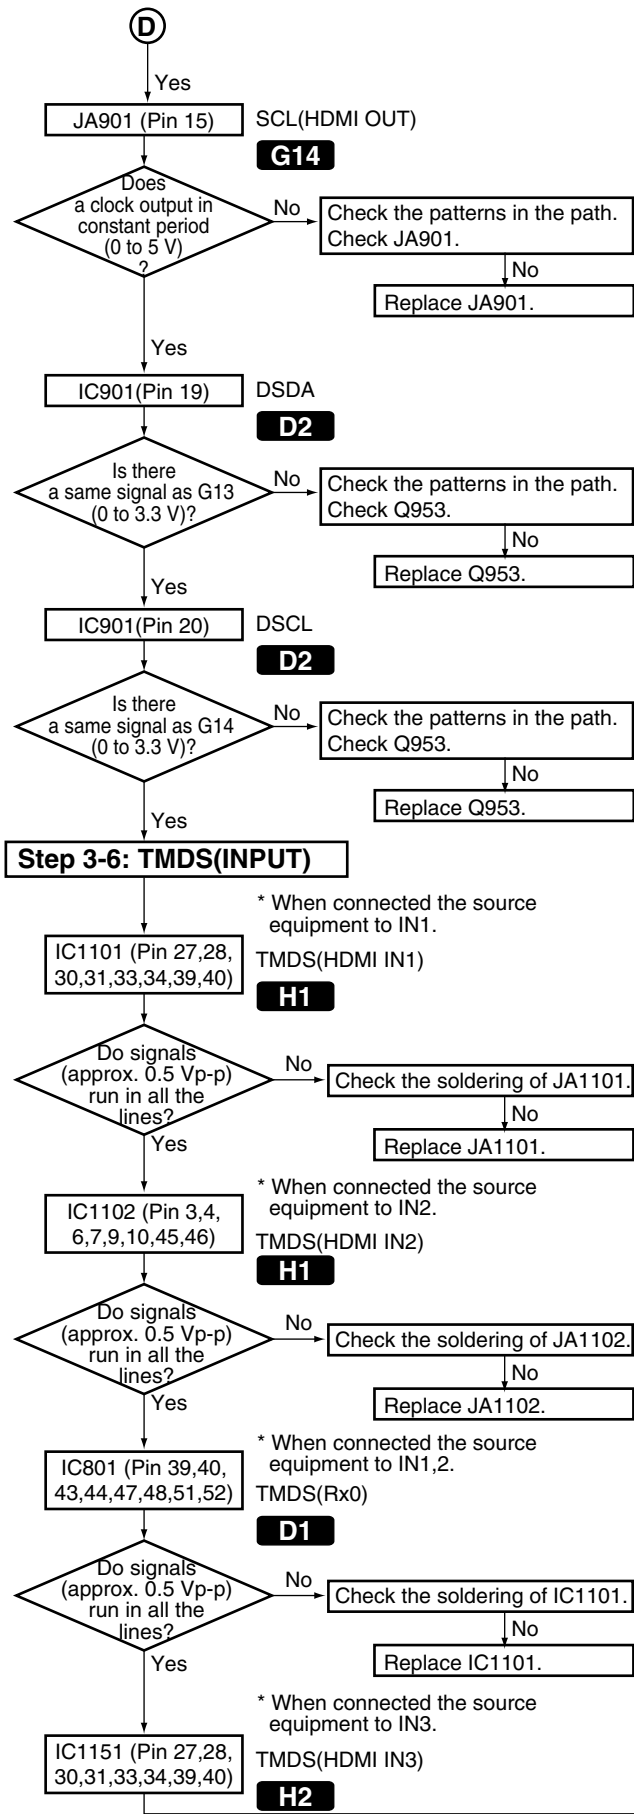 D
Yes
JA901 (Pin 15)
SCL(HDMI OUT)
G14
Does
a clock output in
constant period
(0 to 5 V)
?
No
Check the patterns in the path.
Check JA901.
No
Replace JA901.
Yes
IC901(Pin 19)
DSDA
D2
Is there
a same signal as G13
(0 to 3.3 V)?
No
Check the patterns in the path.
Check Q953.
No
Replace Q953.
Yes
IC901(Pin 20)
DSCL
D2
Is there
a same signal as G14
(0 to 3.3 V)?
No
Check the patterns in the path.
Check Q953.
No
Replace Q953.
Yes
Step 3-6: TMDS(INPUT)
* When connected the source
equipment to IN1.
IC1101 (Pin 27,28,
30,31,33,34,39,40)
TMDS(HDMI IN1)
H1
Do signals
(approx. 0.5 Vp-p)
run in all the
lines?
No
Check the soldering of JA1101.
No
Replace JA1101.
Yes
* When connected the source
equipment to IN2.
IC1102 (Pin 3,4,
6,7,9,10,45,46)
TMDS(HDMI IN2)
H1
Do signals
(approx. 0.5 Vp-p)
run in all the
lines?
No
Check the soldering of JA1102.
No
Replace JA1102.
Yes
* When connected the source
equipment to IN1,2.
IC801 (Pin 39,40,
43,44,47,48,51,52)
TMDS(Rx0)
D1
Do signals
(approx. 0.5 Vp-p)
run in all the
lines?
No
Check the soldering of IC1101.
No
Replace IC1101.
Yes
* When connected the source
equipment to IN3.
IC1151 (Pin 27,28,
30,31,33,34,39,40)
TMDS(HDMI IN3)
H2